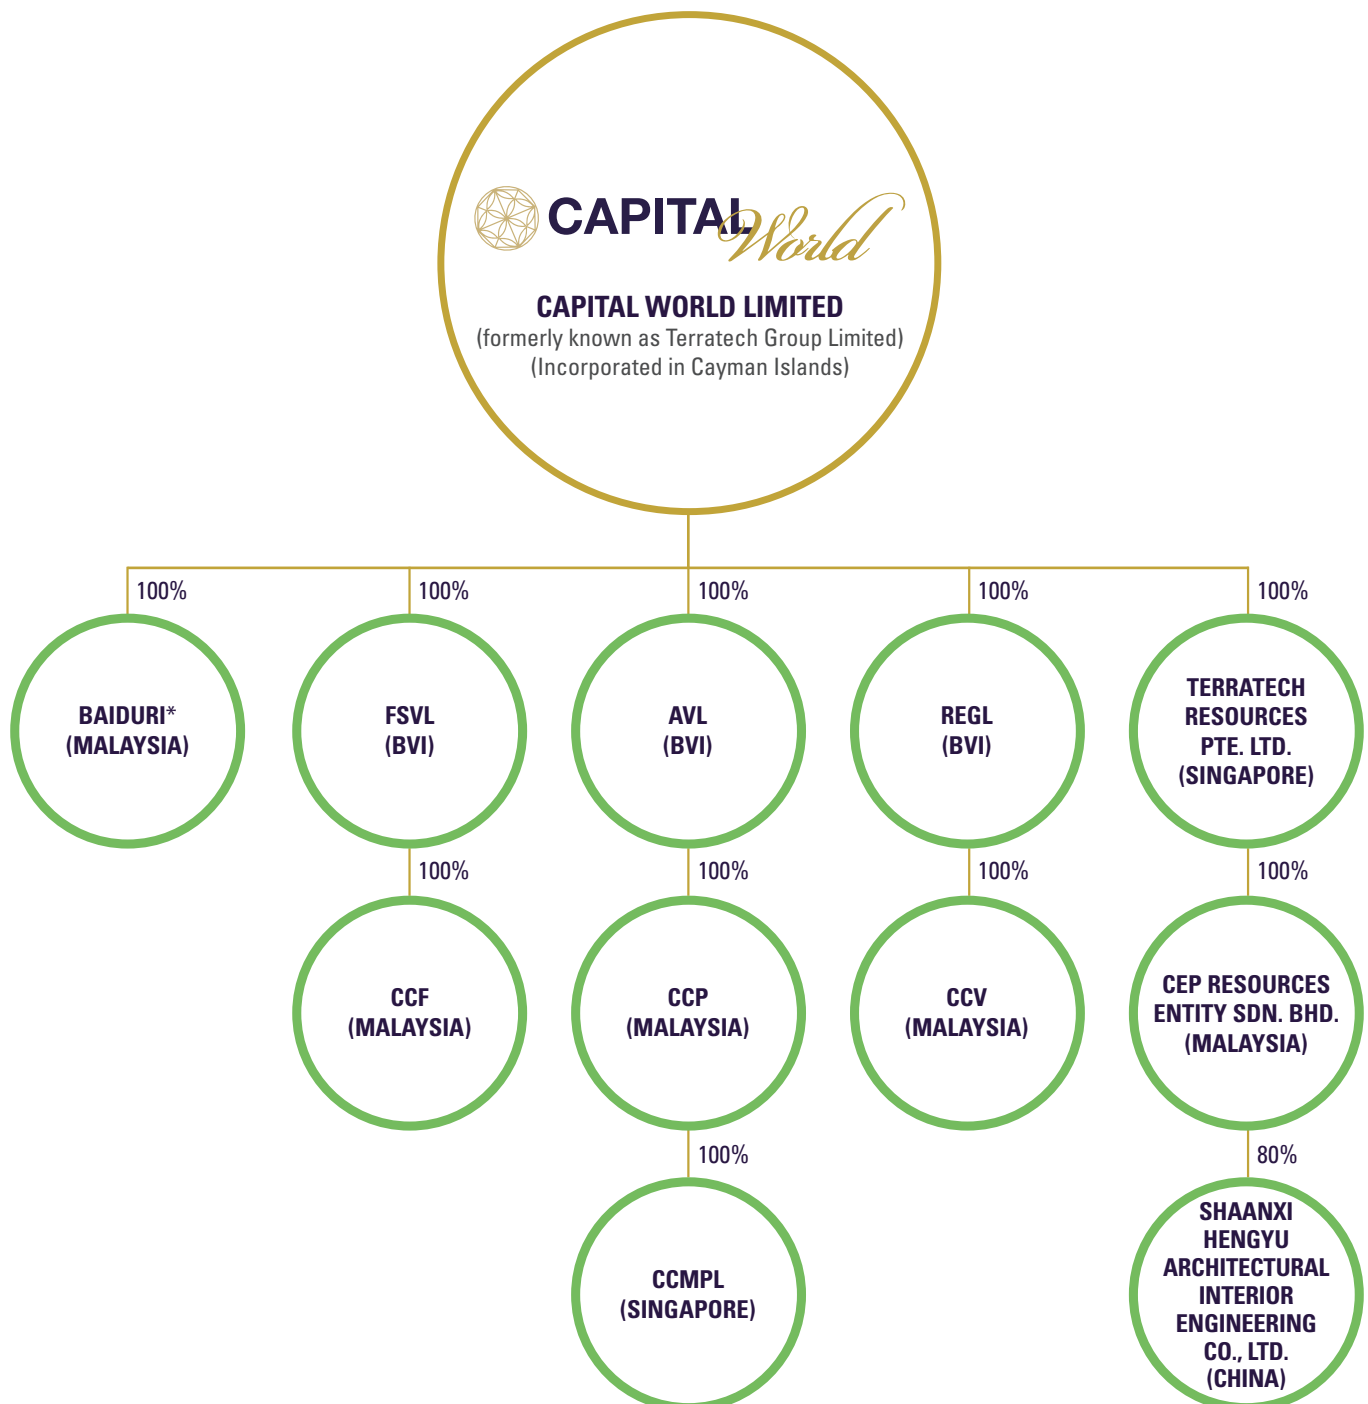 CAPITAL World
CAPITAL WORLD LIMITED
(formerly known as Terratech Group Limited)
(Incorporated in Cayman Islands)
100%
100%
100%
100%
100%
BAIDURI*
(MALAYSIA)
FSVL
(BVI)
AVL
(BVI)
REGL
(BVI)
TERRATECH
RESOURCES
PTE. LTD.
(SINGAPORE)
100%
100%
100%
100%
CCF
(MALAYSIA)
CCP
(MALAYSIA)
CCV
(MALAYSIA)
CEP RESOURCES
ENTITY SDN. BHD.
(MALAYSIA)
100%
80%
CCMPL
(SINGAPORE)
SHAANXI
HENGYU
ARCHITECTURAL
INTERIOR
ENGINEERING
CO., LTD.
(CHINA)